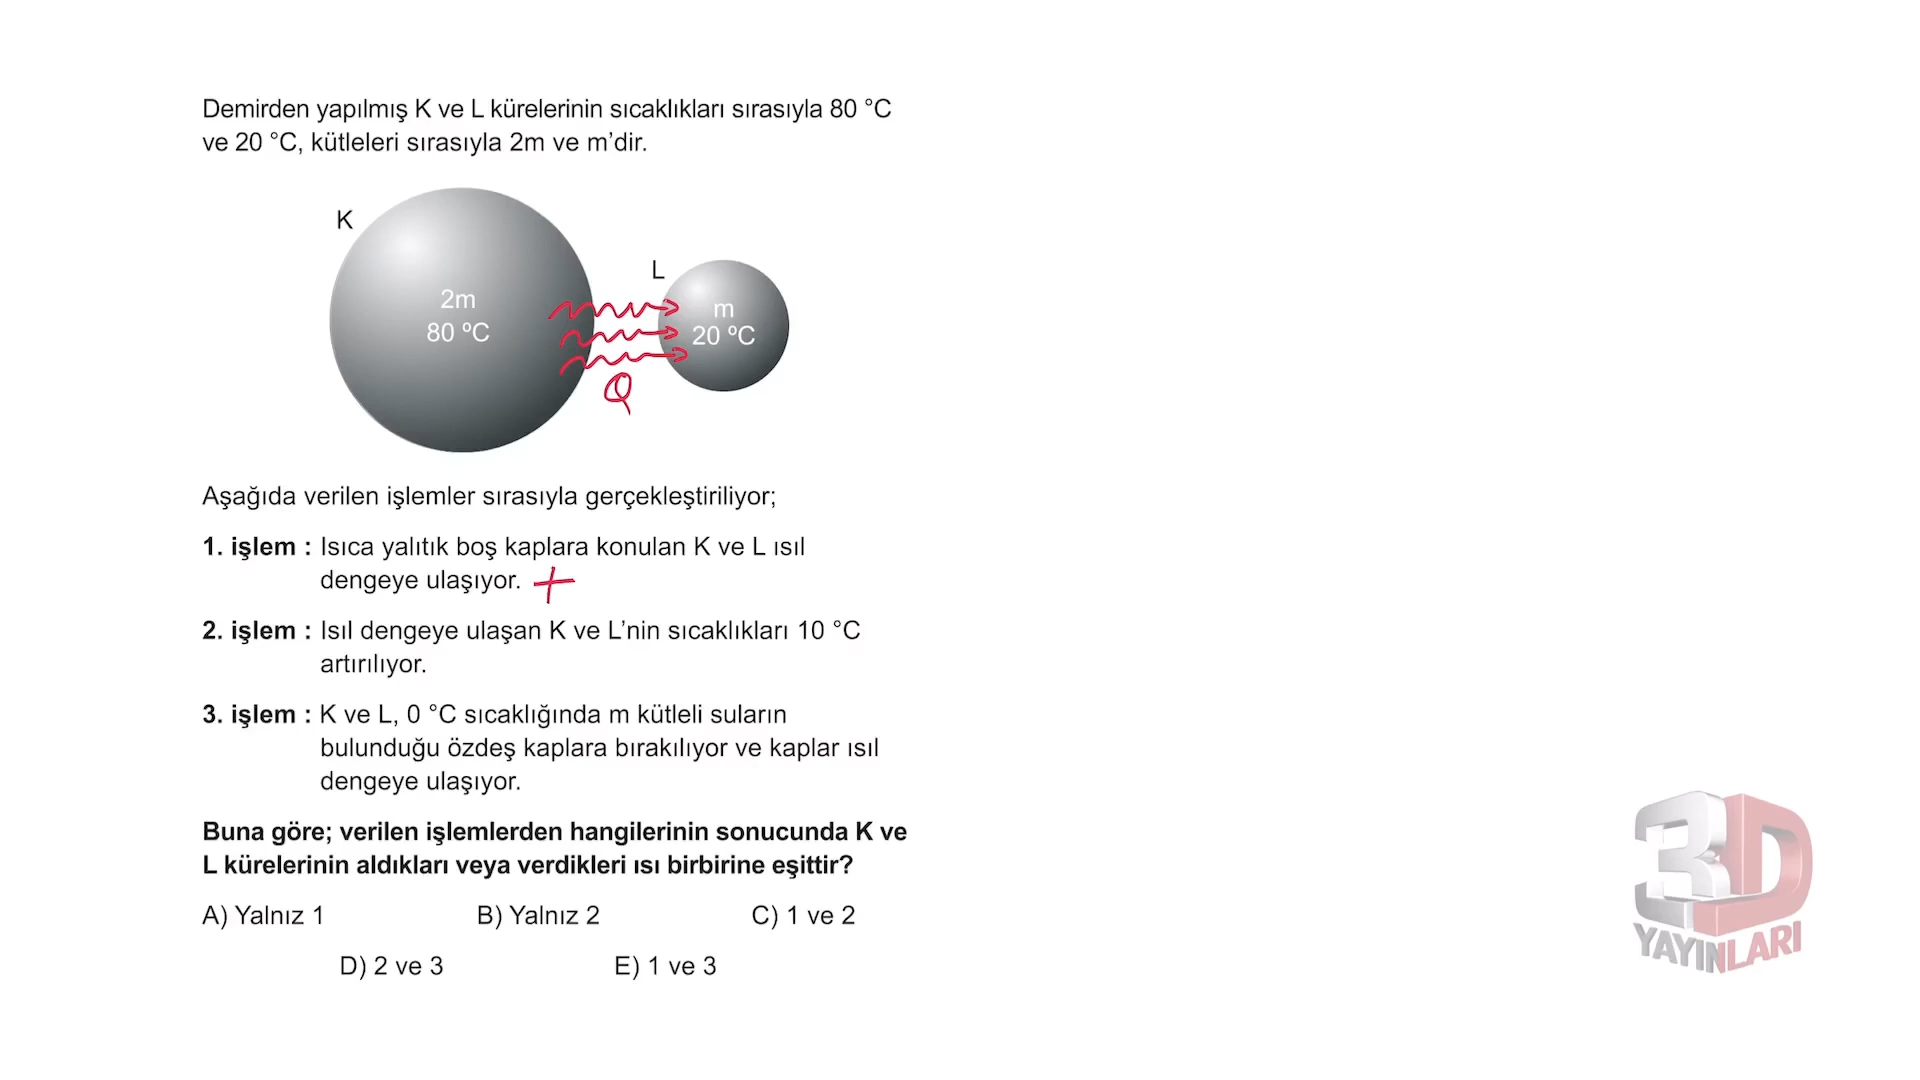 Demirden yapılmış K ve L kürelerinin sıcaklıkları sırasıyla 80 °C
ve 20 °C, kütleleri sırasıyla 2m ve m’dir.
K
L
2m
80 ºC
m
20 ºC
Q
Aşağıda verilen işlemler sırasıyla gerçekleştiriliyor;
1. işlem : Isıca yalıtık boş kaplara konulan K ve L ısıl
dengeye ulaşıyor. +
2. işlem : Isıl dengeye ulaşan K ve L’nin sıcaklıkları 10 °C
artırılıyor.
3. işlem : K ve L, 0 °C sıcaklığında m kütleli suların
bulunduğu özdeş kaplara bırakılıyor ve kaplar ısıl
dengeye ulaşıyor.
Buna göre; verilen işlemlerden hangilerinin sonucunda K ve
L kürelerinin aldıkları veya verdikleri ısı birbirine eşittir?
A) Yalnız 1 B) Yalnız 2 C) 1 ve 2
D) 2 ve 3 E) 1 ve 3
3D
YAYINLARI